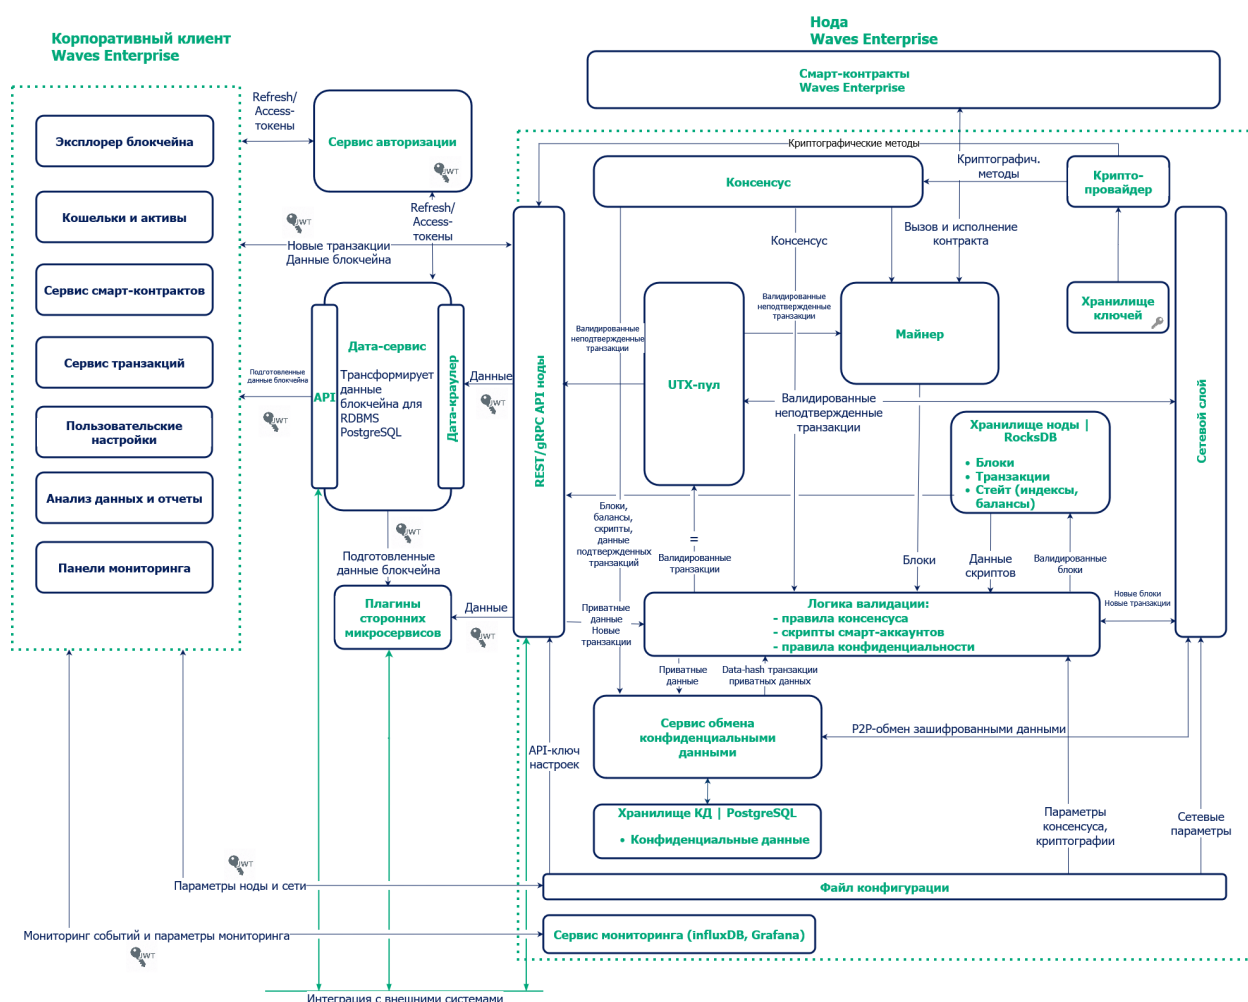 Корпоративный клиент
Waves Enterprise
Нода
Waves Enterprise
Смарт-контракты
Waves Enterprise
Эксплорер блокчейна
Кошельки и активы
Сервис смарт-контрактов
Сервис транзакций
Пользовательские
настройки
Анализ данных и отчеты
Панели мониторинга
Refresh/
Access-
токены
Сервис авторизации
JWT
Refresh/
Access-
токены
JWT
Новые транзакции
Данные блокчейна
Криптографические методы
Консенсус
Криптографич.
методы
Крипто-
провайдер
Консенсус
Вызов и исполнение
контракта
Хранилище
ключей
Дата-сервис
Трансформирует
данные
блокчейна для
RDBMS
PostgreSQL
API
Дата-краулер
Подготовленные
данные блокчейна
JWT
Данные
JWT
REST/gRPC API ноды
Валидированные
неподтвержденные
транзакции
UTX-пул
Валидированные
неподтвержденные
транзакции
Майнер
Валидированные
неподтвержденные
транзакции
Сетевой слой
Хранилище ноды |
RocksDB
• Блоки
• Транзакции
• Стейт (индексы,
балансы)
JWT
Подготовленные
данные блокчейна
Плагины
сторонних
микросервисов
Данные
JWT
Блоки,
балансы,
скрипты,
данные
подтвержденных
транзакций
=
Валидированные
транзакции
Блоки
Данные
скриптов
Валидированные
блоки
Новые блоки
Новые транзакции
Приватные
данные
Новые
транзакции
Логика валидации:
- правила консенсуса
- скрипты смарт-аккаунтов
- правила конфиденциальности
Приватные
данные
Data-hash транзакции
приватных данных
Сервис обмена
конфиденциальными
данными
P2P-обмен зашифрованными данными
API-ключ
настроек
Хранилище КД | PostgreSQL
• Конфиденциальные данные
Параметры
консенсуса,
криптографии
Сетевые
параметры
JWT
Параметры ноды и сети
Файл конфигурации
Мониторинг событий и параметры мониторинга
JWT
Сервис мониторинга (influxDB, Grafana)
Интеграция с внешними системами